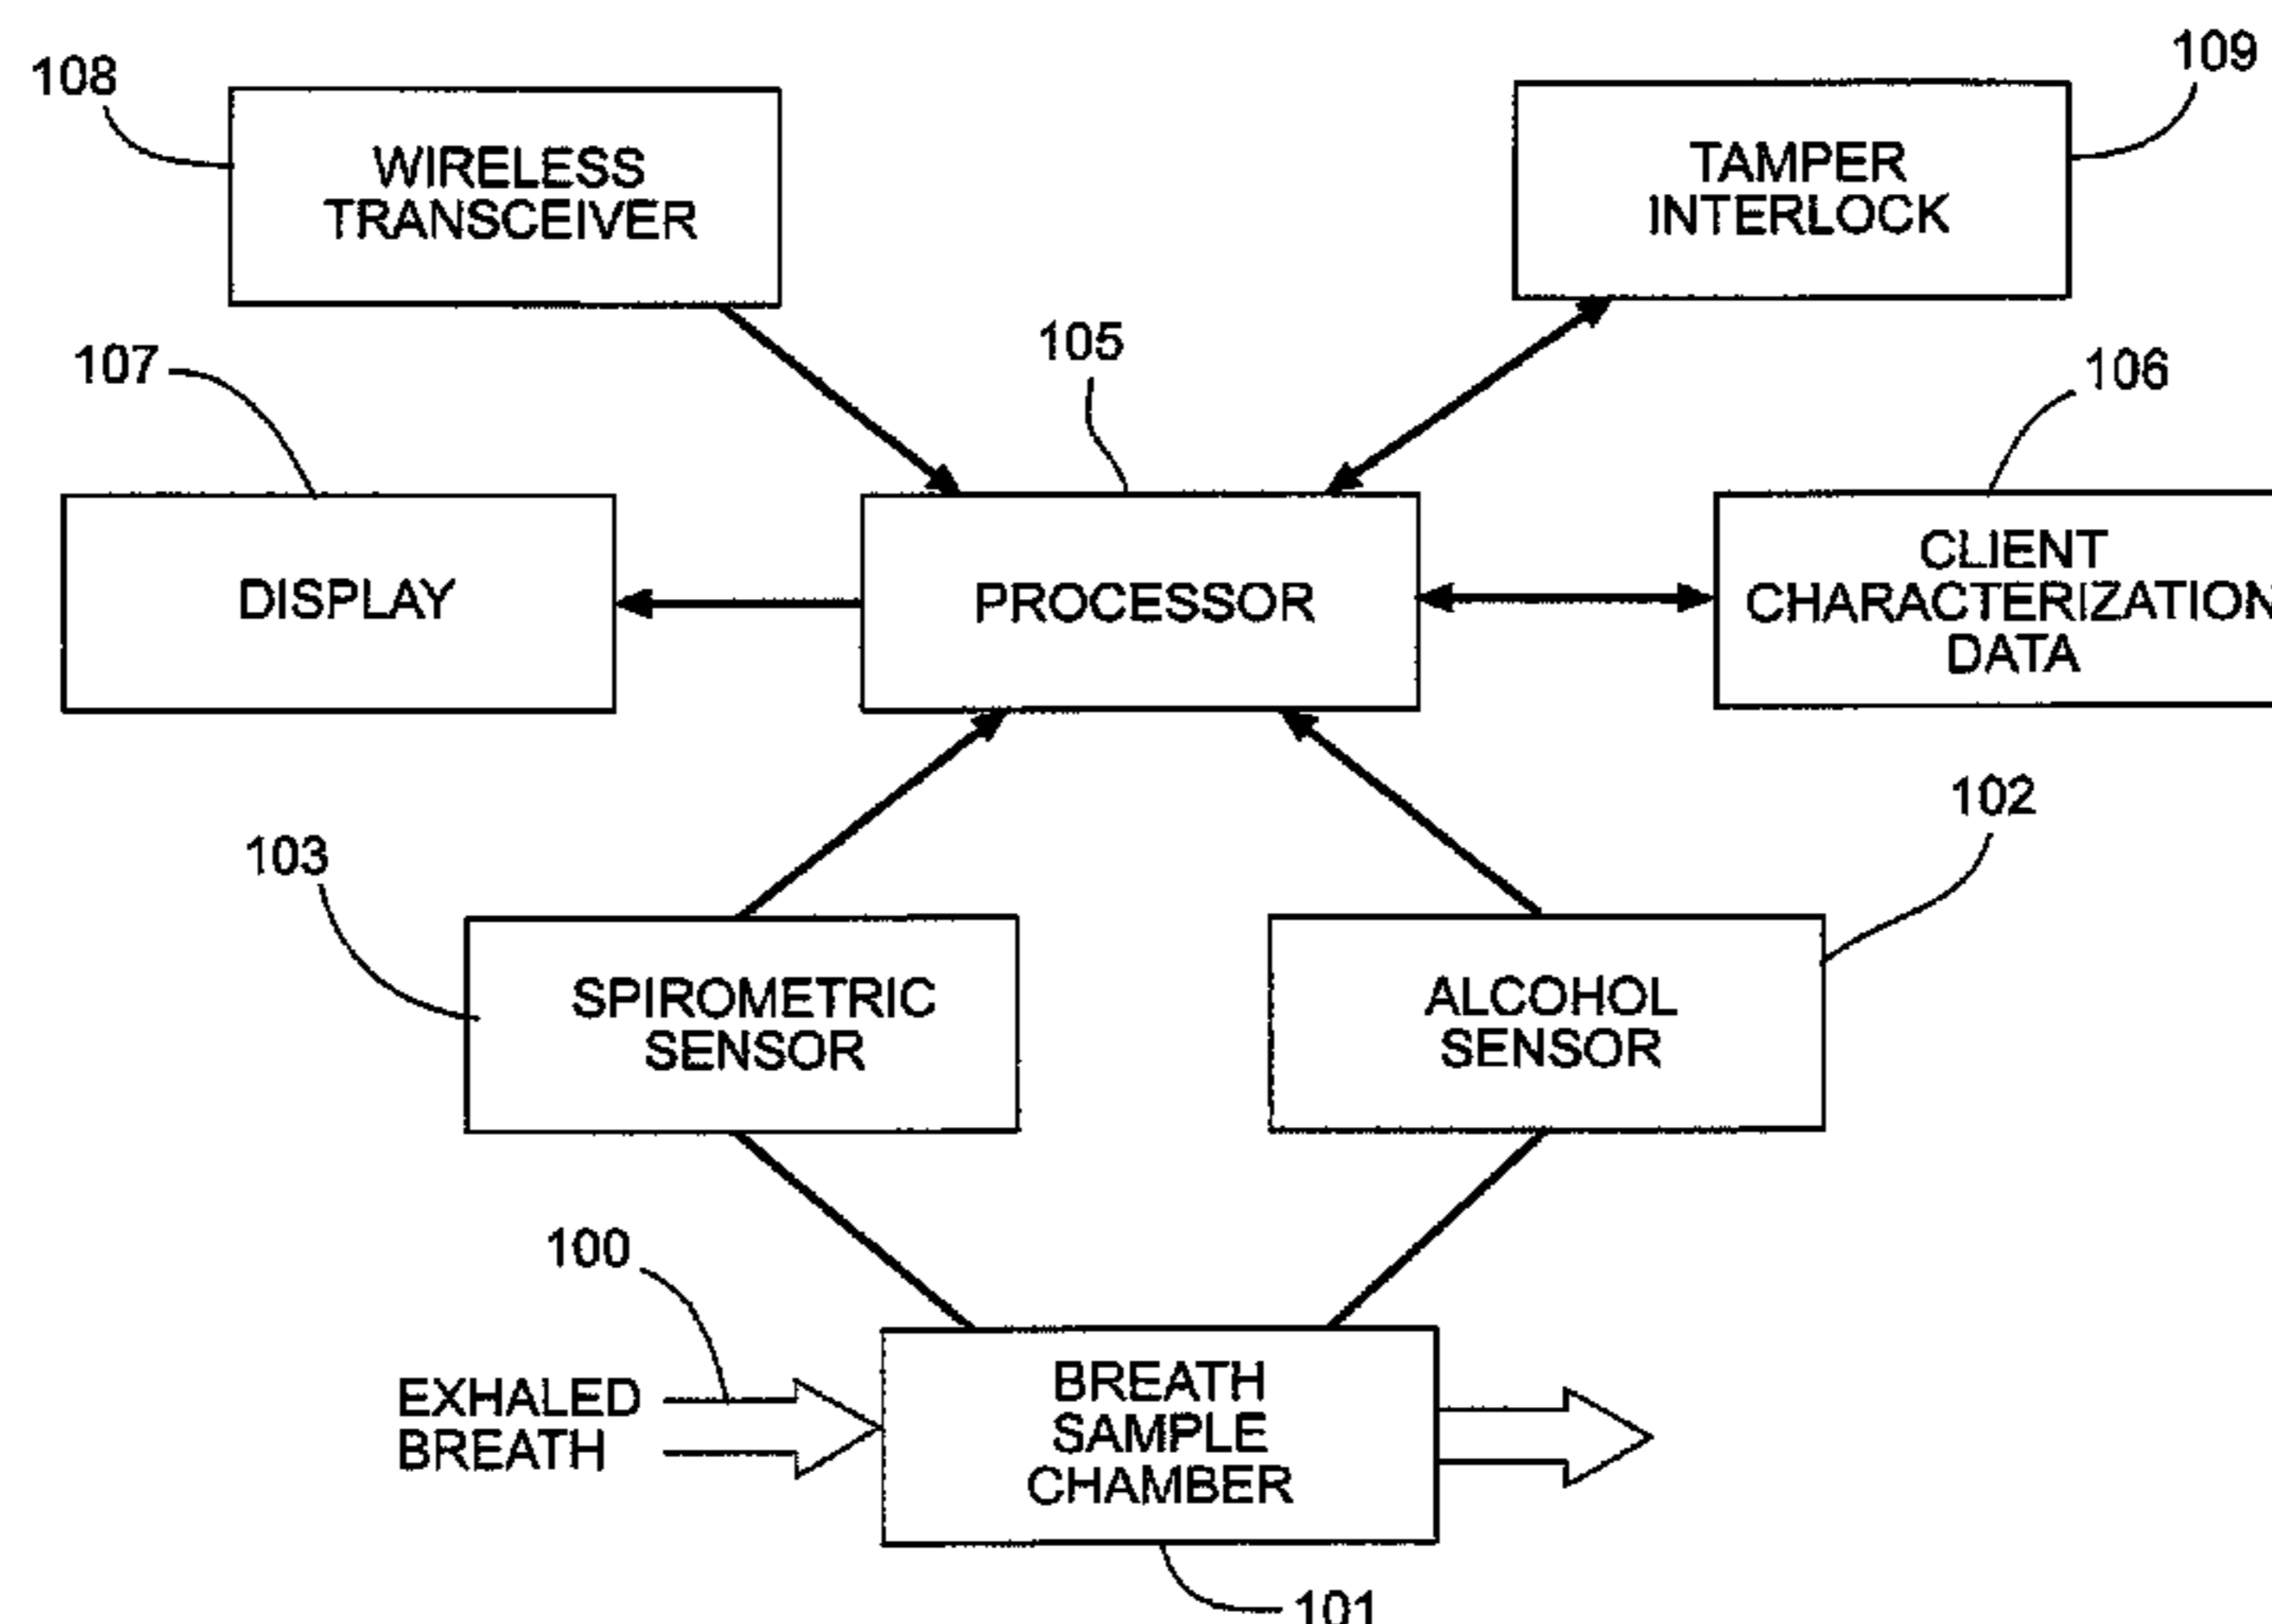 108
WIRELESS
TRANSCEIVER
109
TAMPER
INTERLOCK
107
DISPLAY
105
PROCESSOR
106
CLIENT
CHARACTERIZATION
DATA
103
SPIROMETRIC
SENSOR
102
ALCOHOL
SENSOR
100
EXHALED
BREATH
BREATH
SAMPLE
CHAMBER
101